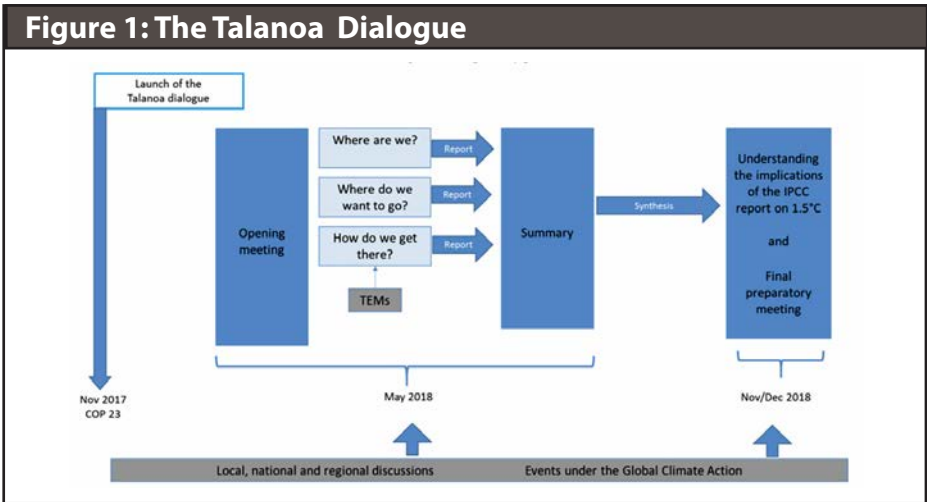 Figure 1: The Talanoa Dialogue
Launch of the
Talanoa dialogue
Nov 2017
COP 23
Opening
meeting
Where are we?
Report
Where do we
want to go?
Report
How do we get
there?
Report
TEMs
Summary
Synthesis
Understanding
the implications
of the IPCC
report on 1.5°C
and
Final
preparatory
meeting
May 2018
Nov/Dec 2018
Local, national and regional discussions
Events under the Global Climate Action